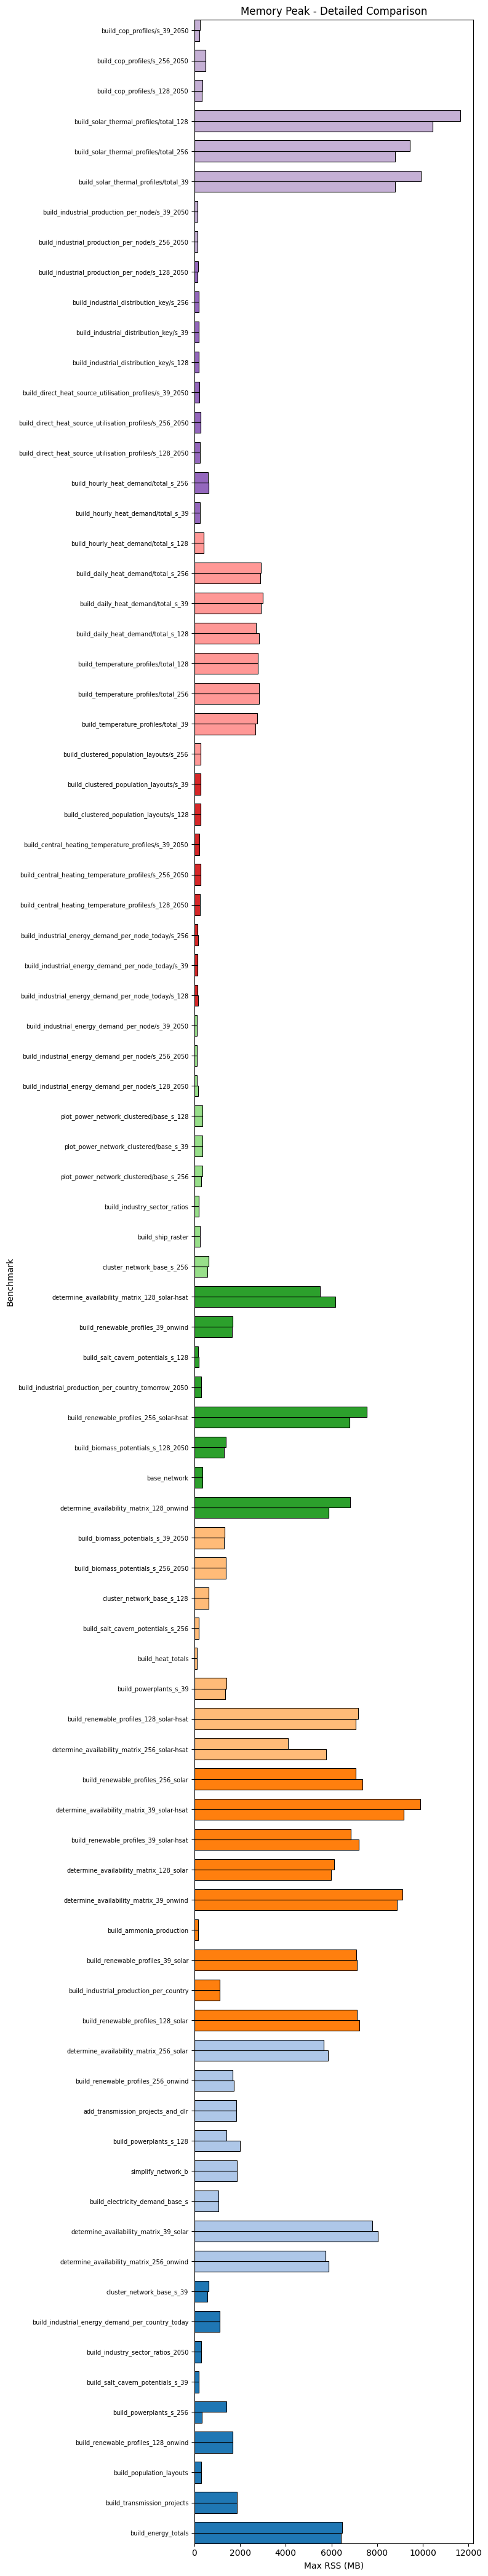 Memory Peak - Detailed Comparison
build_cop_profiles/s_39_2050
build_cop_profiles/s_256_2050
build_cop_profiles/s_128_2050
build_solar_thermal_profiles/total_128
build_solar_thermal_profiles/total_256
build_solar_thermal_profiles/total_39
build_industrial_production_per_node/s_39_2050
build_industrial_production_per_node/s_256_2050
build_industrial_production_per_node/s_128_2050
build_industrial_distribution_key/s_256
build_industrial_distribution_key/s_39
build_industrial_distribution_key/s_128
build_direct_heat_source_utilisation_profiles/s_39_2050
build_direct_heat_source_utilisation_profiles/s_256_2050
build_direct_heat_source_utilisation_profiles/s_128_2050
build_hourly_heat_demand/total_s_256
build_hourly_heat_demand/total_s_39
build_hourly_heat_demand/total_s_128
build_daily_heat_demand/total_s_256
build_daily_heat_demand/total_s_39
build_daily_heat_demand/total_s_128
build_temperature_profiles/total_128
build_temperature_profiles/total_256
build_temperature_profiles/total_39
build_clustered_population_layouts/s_256
build_clustered_population_layouts/s_39
build_clustered_population_layouts/s_128
build_central_heating_temperature_profiles/s_39_2050
build_central_heating_temperature_profiles/s_256_2050
build_central_heating_temperature_profiles/s_128_2050
build_industrial_energy_demand_per_node_today/s_256
build_industrial_energy_demand_per_node_today/s_39
build_industrial_energy_demand_per_node_today/s_128
build_industrial_energy_demand_per_node/s_39_2050
build_industrial_energy_demand_per_node/s_256_2050
build_industrial_energy_demand_per_node/s_128_2050
plot_power_network_clustered/base_s_128
plot_power_network_clustered/base_s_39
plot_power_network_clustered/base_s_256
build_industry_sector_ratios
build_ship_raster
cluster_network_base_s_256
Benchmark
determine_availability_matrix_128_solar-hsat
build_renewable_profiles_39_onwind
build_salt_cavern_potentials_s_128
build_industrial_production_per_country_tomorrow_2050
build_renewable_profiles_256_solar-hsat
build_biomass_potentials_s_128_2050
base_network
determine_availability_matrix_128_onwind
build_biomass_potentials_s_39_2050
build_biomass_potentials_s_256_2050
cluster_network_base_s_128
build_salt_cavern_potentials_s_256
build_heat_totals
build_powerplants_s_39
build_renewable_profiles_128_solar-hsat
determine_availability_matrix_256_solar-hsat
build_renewable_profiles_256_solar
determine_availability_matrix_39_solar-hsat
build_renewable_profiles_39_solar-hsat
determine_availability_matrix_128_solar
determine_availability_matrix_39_onwind
build_ammonia_production
build_renewable_profiles_39_solar
build_industrial_production_per_country
build_renewable_profiles_128_solar
determine_availability_matrix_256_solar
build_renewable_profiles_256_onwind
add_transmission_projects_and_dlr
build_powerplants_s_128
simplify_network_b
build_electricity_demand_base_s
determine_availability_matrix_39_solar
determine_availability_matrix_256_onwind
cluster_network_base_s_39
build_industrial_energy_demand_per_country_today
build_industry_sector_ratios_2050
build_salt_cavern_potentials_s_39
build_powerplants_s_256
build_renewable_profiles_128_onwind
build_population_layouts
build_transmission_projects
build_energy_totals
0 2000 4000 6000 8000 10000 12000
Max RSS (MB)